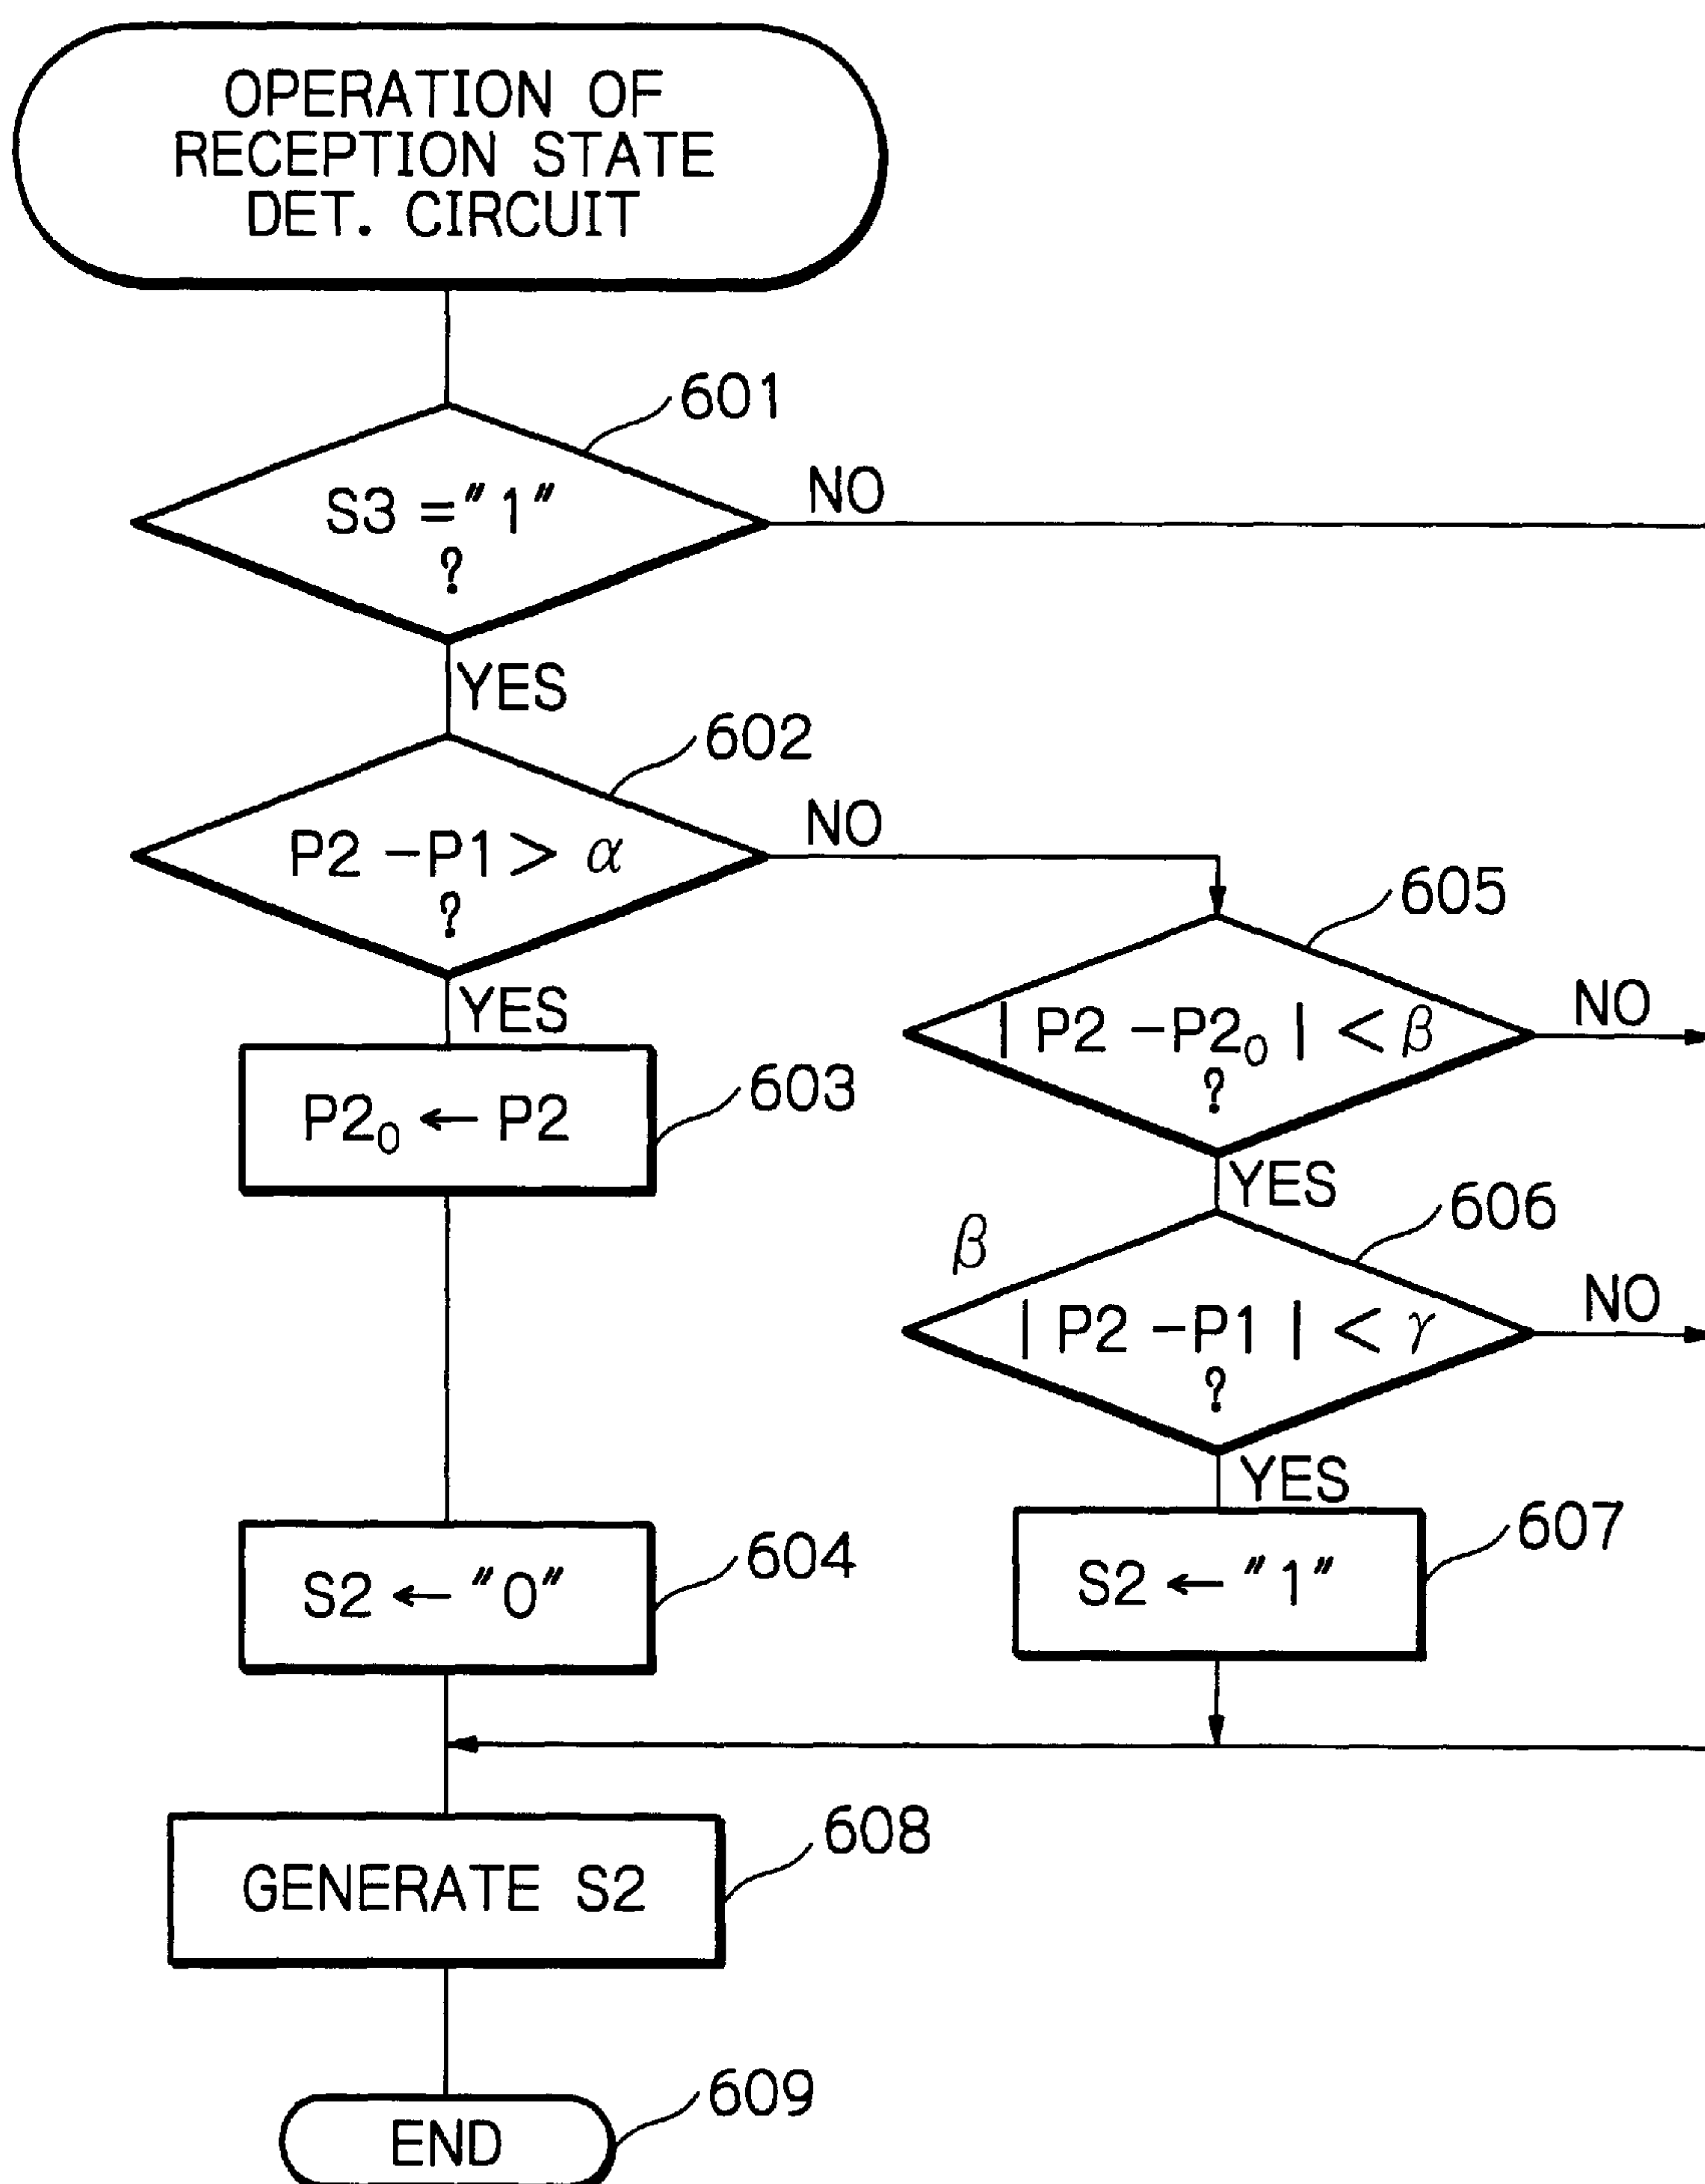 OPERATION OF
RECEPTION STATE
DET. CIRCUIT
601
S3 = "1"
?
NO
YES
602
P2 - P1 > α
?
NO
YES
603
P2₀ ← P2
605
| P2 - P2₀ | < β
?
NO
YES
606
β
| P2 - P1 | < γ
?
NO
YES
604
S2 ← "0"
607
S2 ← "1"
608
GENERATE S2
609
END